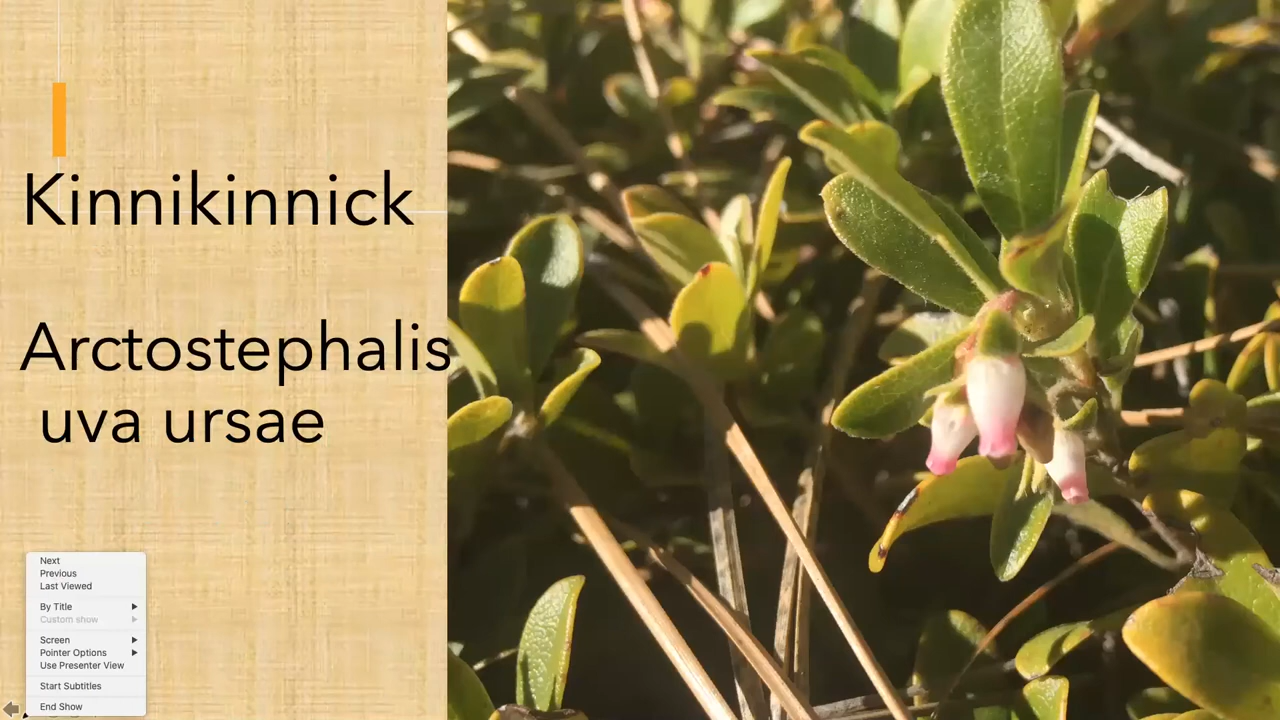 Kinnikinnick
Arctostephalis
uva ursae
Next
Previous
Last Viewed
By Title
Custom show
Screen
Pointer Options
Use Presenter View
Start Subtitles
End Show